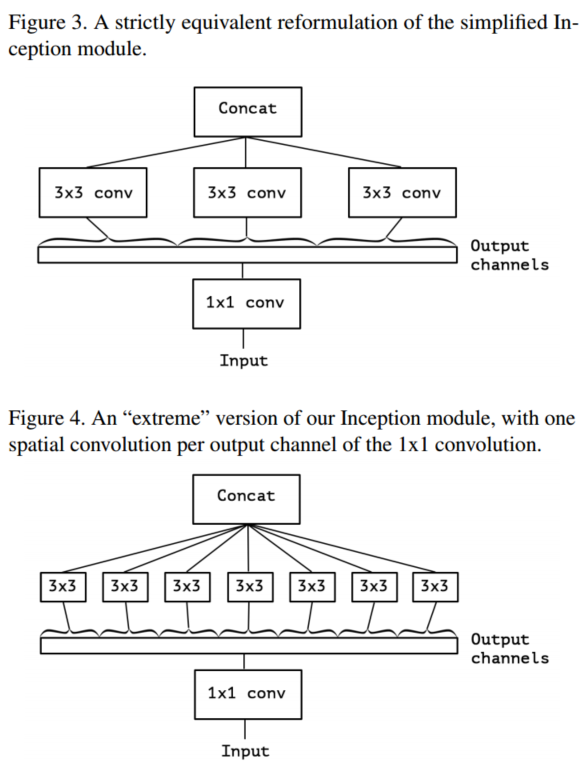 Figure 3. A strictly equivalent reformulation of the simplified In-
ception module.
Concat
3x3 conv 3x3 conv 3x3 conv
Output
channels
1x1 conv
Input
Figure 4. An “extreme” version of our Inception module, with one
spatial convolution per output channel of the 1x1 convolution.
Concat
3x3 3x3 3x3 3x3 3x3 3x3 3x3
Output
channels
1x1 conv
Input